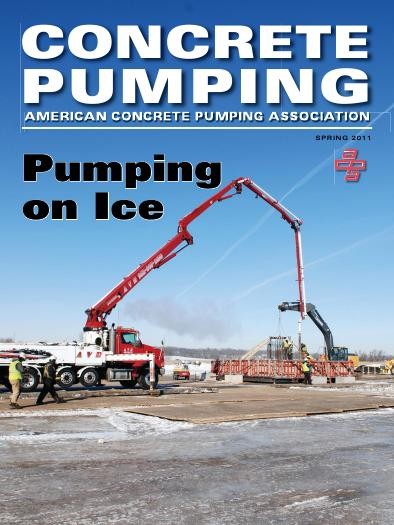 CONCRETE
PUMPING
AMERICAN CONCRETE PUMPING ASSOCIATION
SPRING 2011
Pumping
on Ice